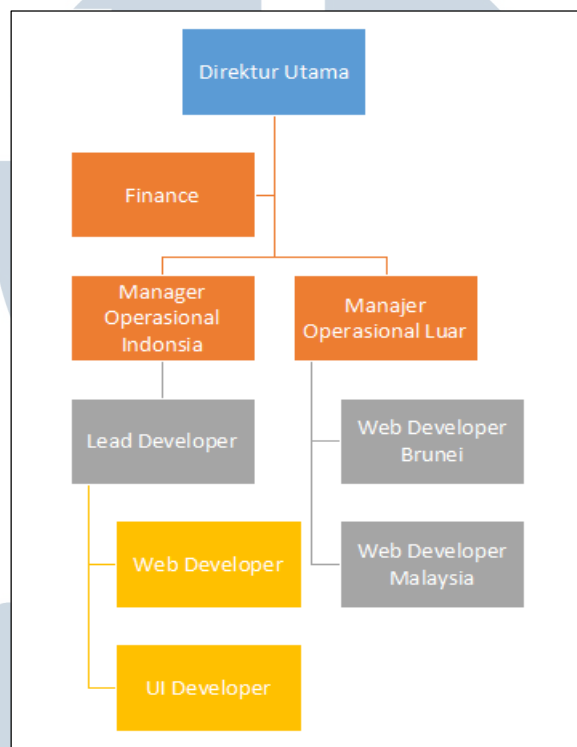 Direktur Utama
Finance
Manager
Operasional
Indonsia
Manajer
Operasional Luar
Lead Developer
Web Developer
Brunei
Web Developer
Web Developer
Malaysia
UI Developer